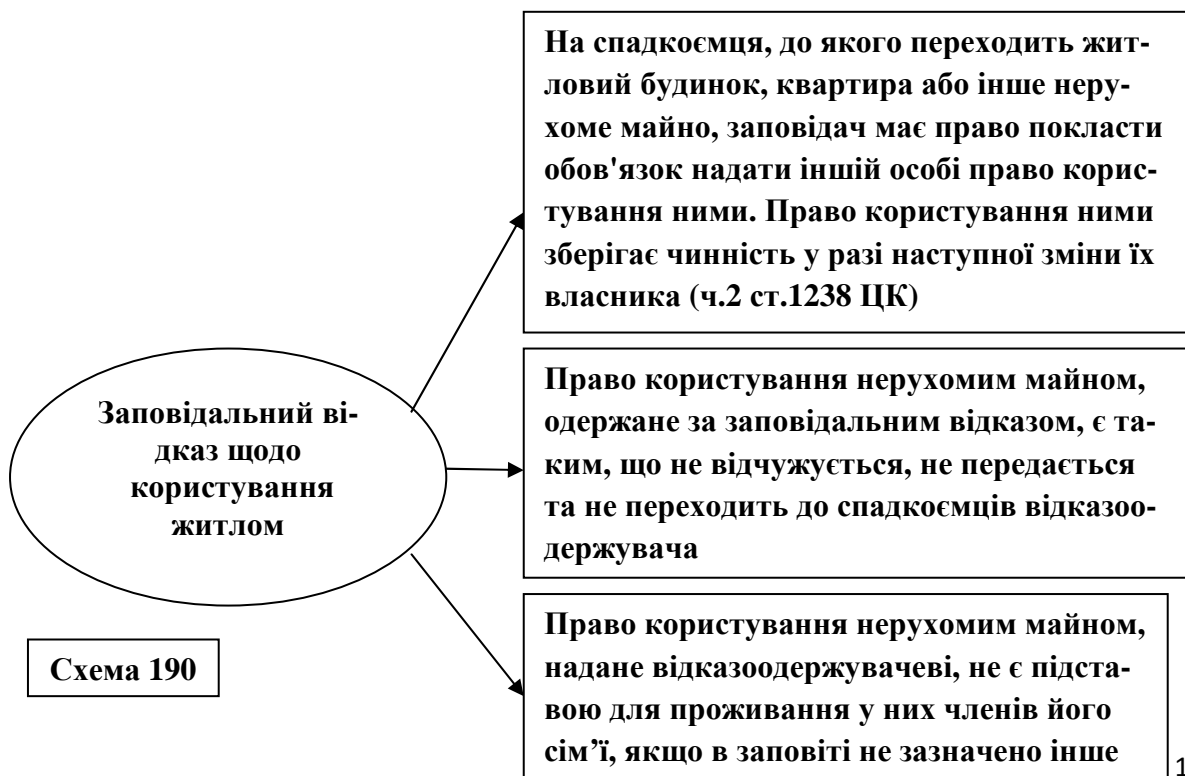 На спадкоємця, до якого переходить жит-
ловий будинок, квартира або інше неру-
хоме майно, заповідач має право покласти
обов'язок надати іншій особі право корис-
тування ними. Право користування ними
зберігає чинність у разі наступної зміни їх
власника (ч.2 ст.1238 ЦК)
Заповідальний ві-
дказ щодо
користування
житлом
Право користування нерухомим майном,
одержане за заповідальним відказом, є та-
ким, що не відчужується, не передається
та не переходить до спадкоємців відказоо-
держувача
Право користування нерухомим майном,
надане відказоодержувачеві, не є підста-
вою для проживання у них членів його
сім’ї, якщо в заповіті не зазначено інше
Схема 190
1